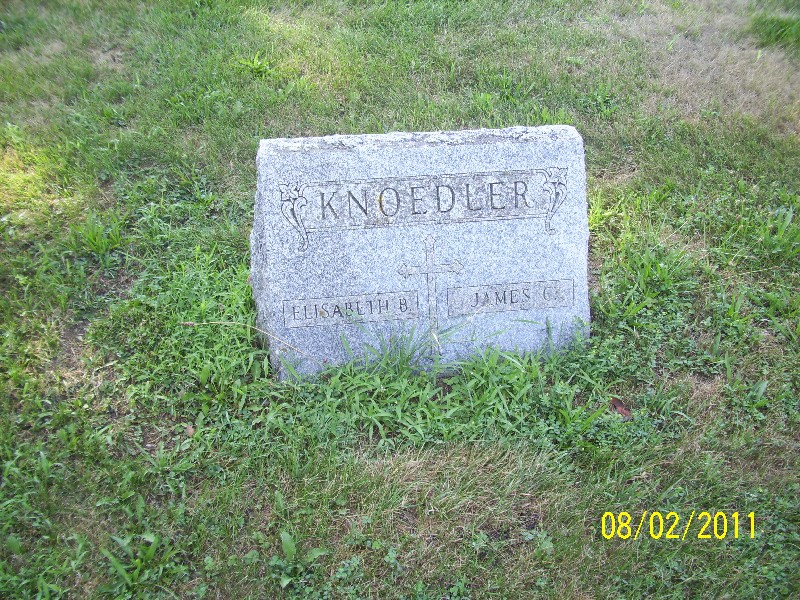 KNOEDLER
ELISABETH B. JAMES C.
08/02/2011